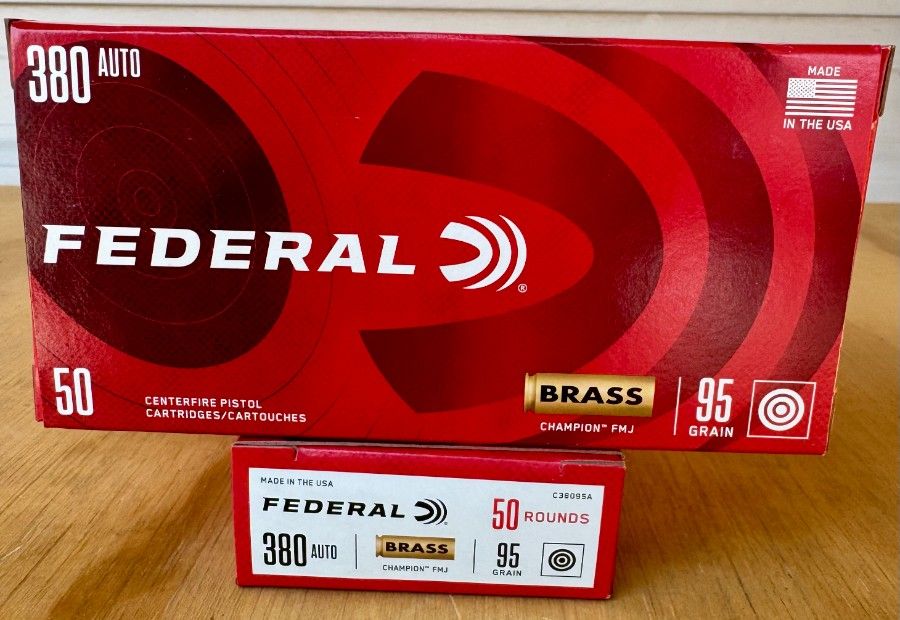 380 AUTO
MADE
IN THE USA
FEDERAL®
50
CENTERFIRE PISTOL
CARTRIDGES/CARTOUCHES
BRASS
CHAMPION™ FMJ
95
GRAIN
MADE IN THE USA
C38095A
FEDERAL®
50 ROUNDS
380 AUTO
BRASS
CHAMPION™ FMJ
95
GRAIN